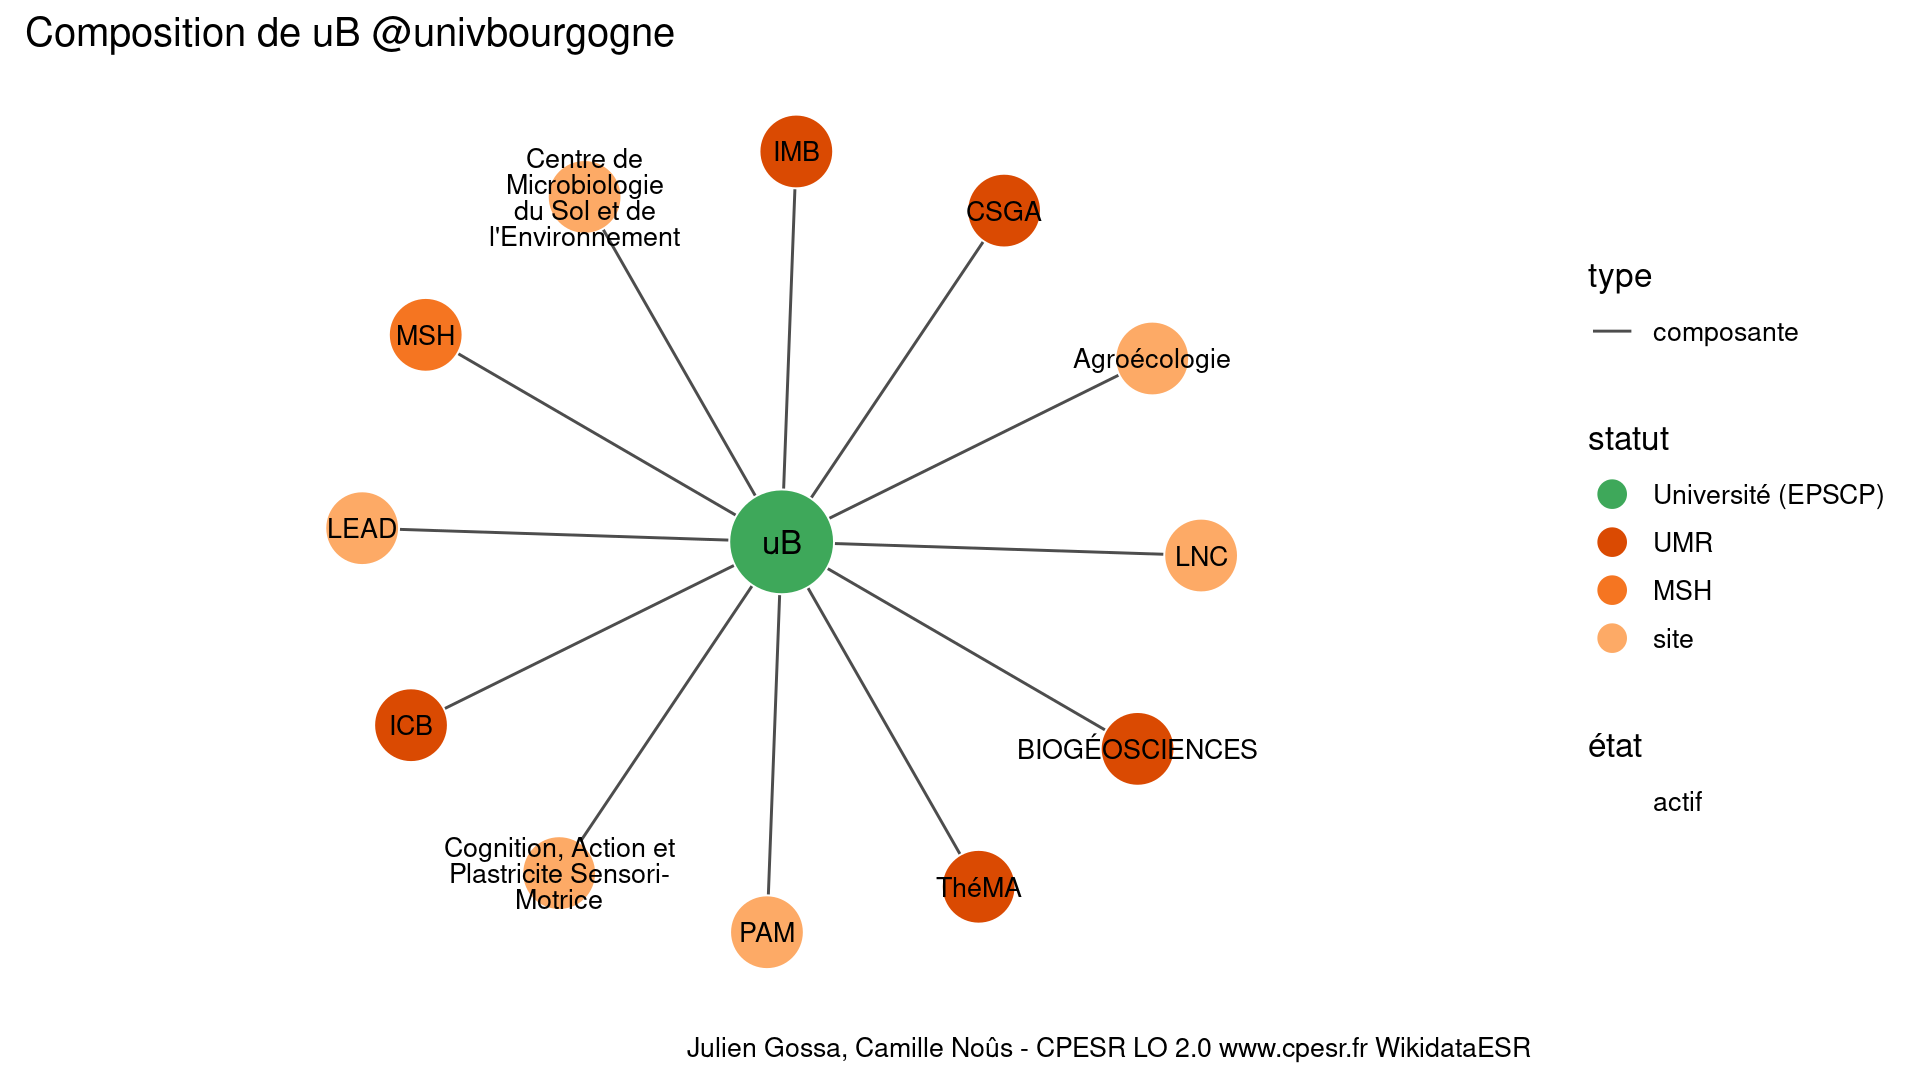 Composition de uB @univbourgogne
IMB
Centre de
Microbiologie
du Sol et de
l'Environnement
CSGA
MSH
Agroécologie
LEAD
uB
LNC
ICB
BIOGÉOSCIENCES
Cognition, Action et
Plastricite Sensori-
Motrice
ThéMA
PAM
type
composante
statut
Université (EPSCP)
UMR
MSH
site
état
actif
Julien Gossa, Camille Noûs - CPESR LO 2.0 www.cpesr.fr WikidataESR